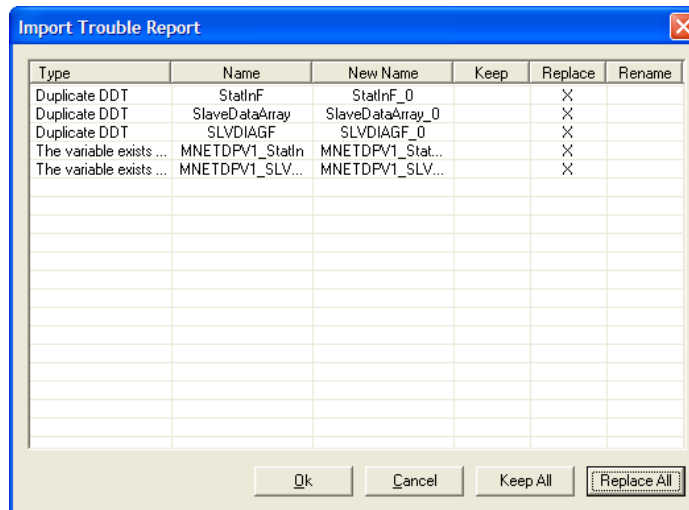 Import Trouble Report
Type Name New Name Keep Replace Rename
Duplicate DDT StatInF StatInF_0 X
Duplicate DDT SlaveDataArray SlaveDataArray_0 X
Duplicate DDT SLVDIAGF SLVDIAGF_0 X
The variable exists ... MNETDPV1_StatIn MNETDPV1_Stat... X
The variable exists ... MNETDPV1_SLV... MNETDPV1_SLV... X
Ok Cancel Keep All Replace All